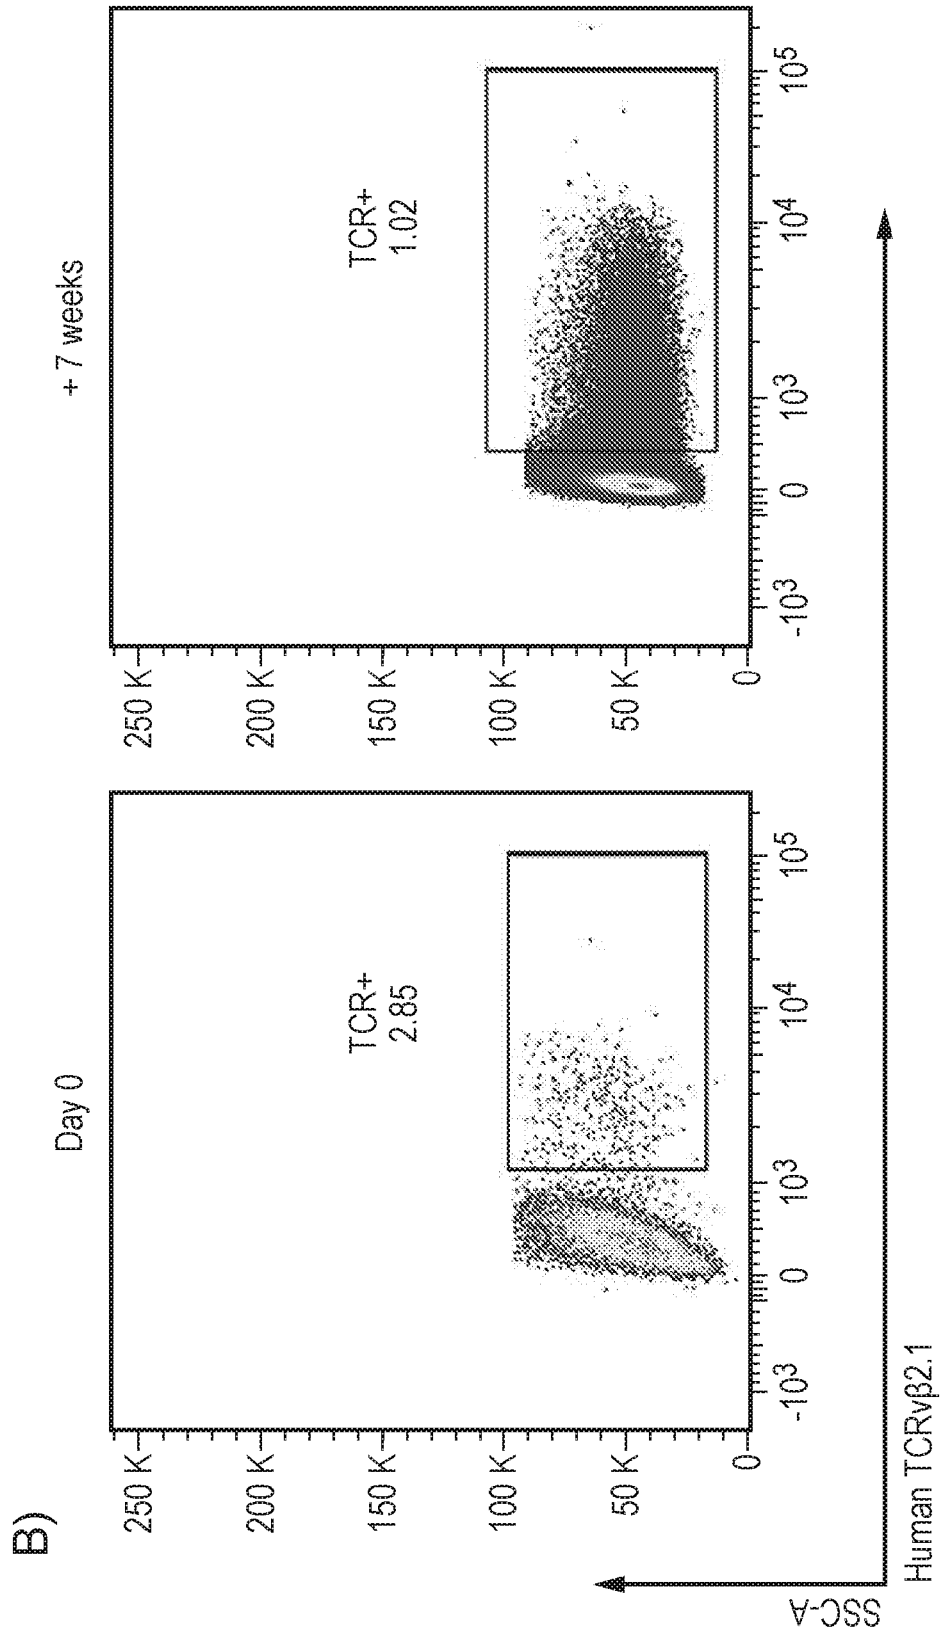 B)
Day 0
250 K
200 K
150 K
100 K
50 K
0
TCR+
2.85
-10³
0
10³
10⁴
10⁵
+ 7 weeks
250 K
200 K
150 K
100 K
50 K
0
TCR+
1.02
-10³
0
10³
10⁴
10⁵
SSC-A
Human TCRvβ2.1